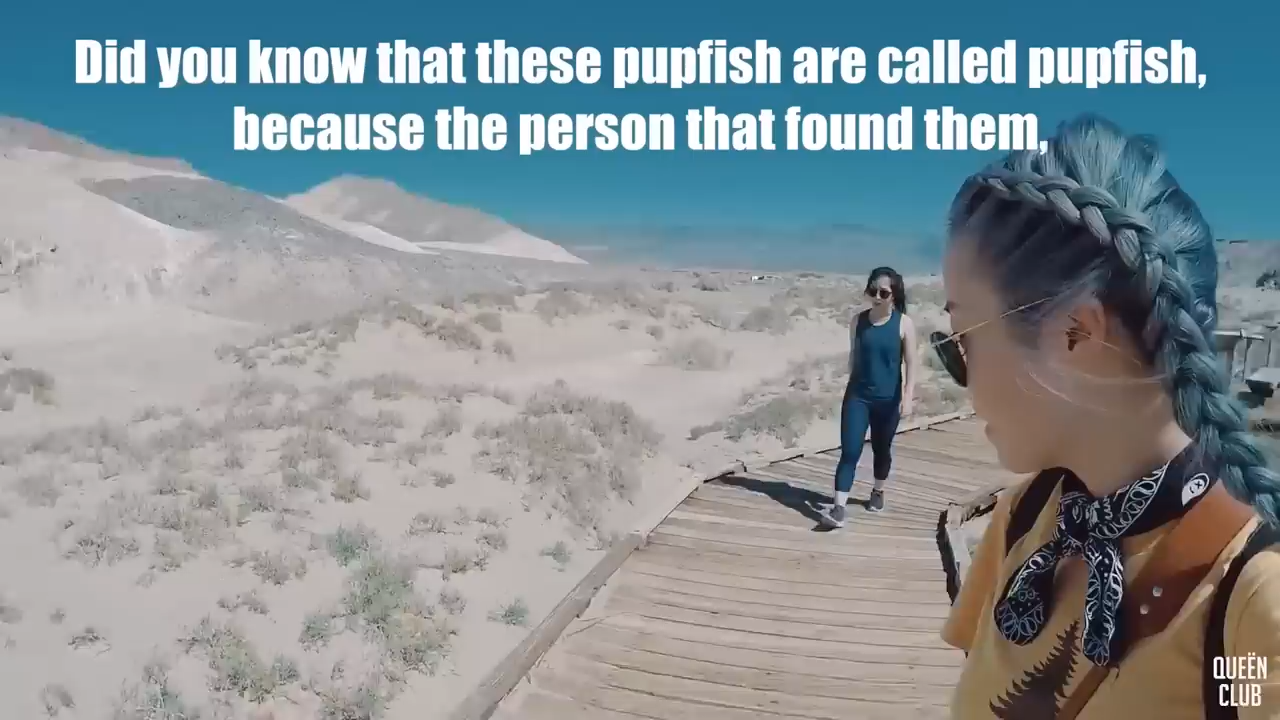 Did you know that these pupfish are called pupfish,
because the person that found them,
QUEËN
CLUB